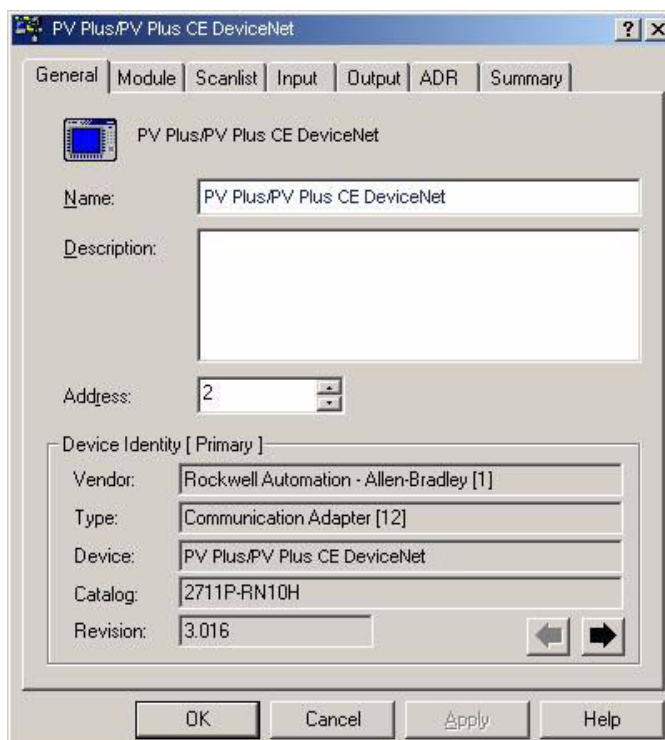 PV Plus/PV Plus CE DeviceNet
General Module Scanlist Input Output ADR Summary
PV Plus/PV Plus CE DeviceNet
Name: PV Plus/PV Plus CE DeviceNet
Description:
Address: 2
Device Identity [ Primary ]
Vendor: Rockwell Automation - Allen-Bradley [1]
Type: Communication Adapter [12]
Device: PV Plus/PV Plus CE DeviceNet
Catalog: 2711P-RN10H
Revision: 3.016
OK Cancel Apply Help